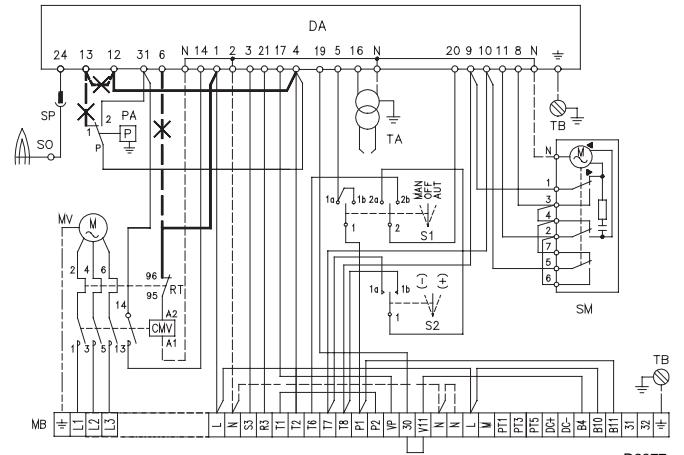 DA
24 13 12 31 6 N 14 1 2 3 21 17 4 19 5 16 N 20 9 10 11 8 N
SP
1 2 PA
P
P
SO
TA
TB
M
N
1
3
4
2
7
5
6
SM
MAN
OFF
AUT
1a 1b 2a 2b
1 2
S1
MV
M
2 4 6
96
95
RT
14
A2
CMV
A1
1 3 5 13
(-) (+)
1a 1b
1
S2
TB
MB L1 L2 L3 L N S3 R3 T1 T2 T6 T7 T8 P1 P2 VP 30 V11 N N L M PT1 PT3 PT5 DC+ DC- B4 B10 B11 31 32